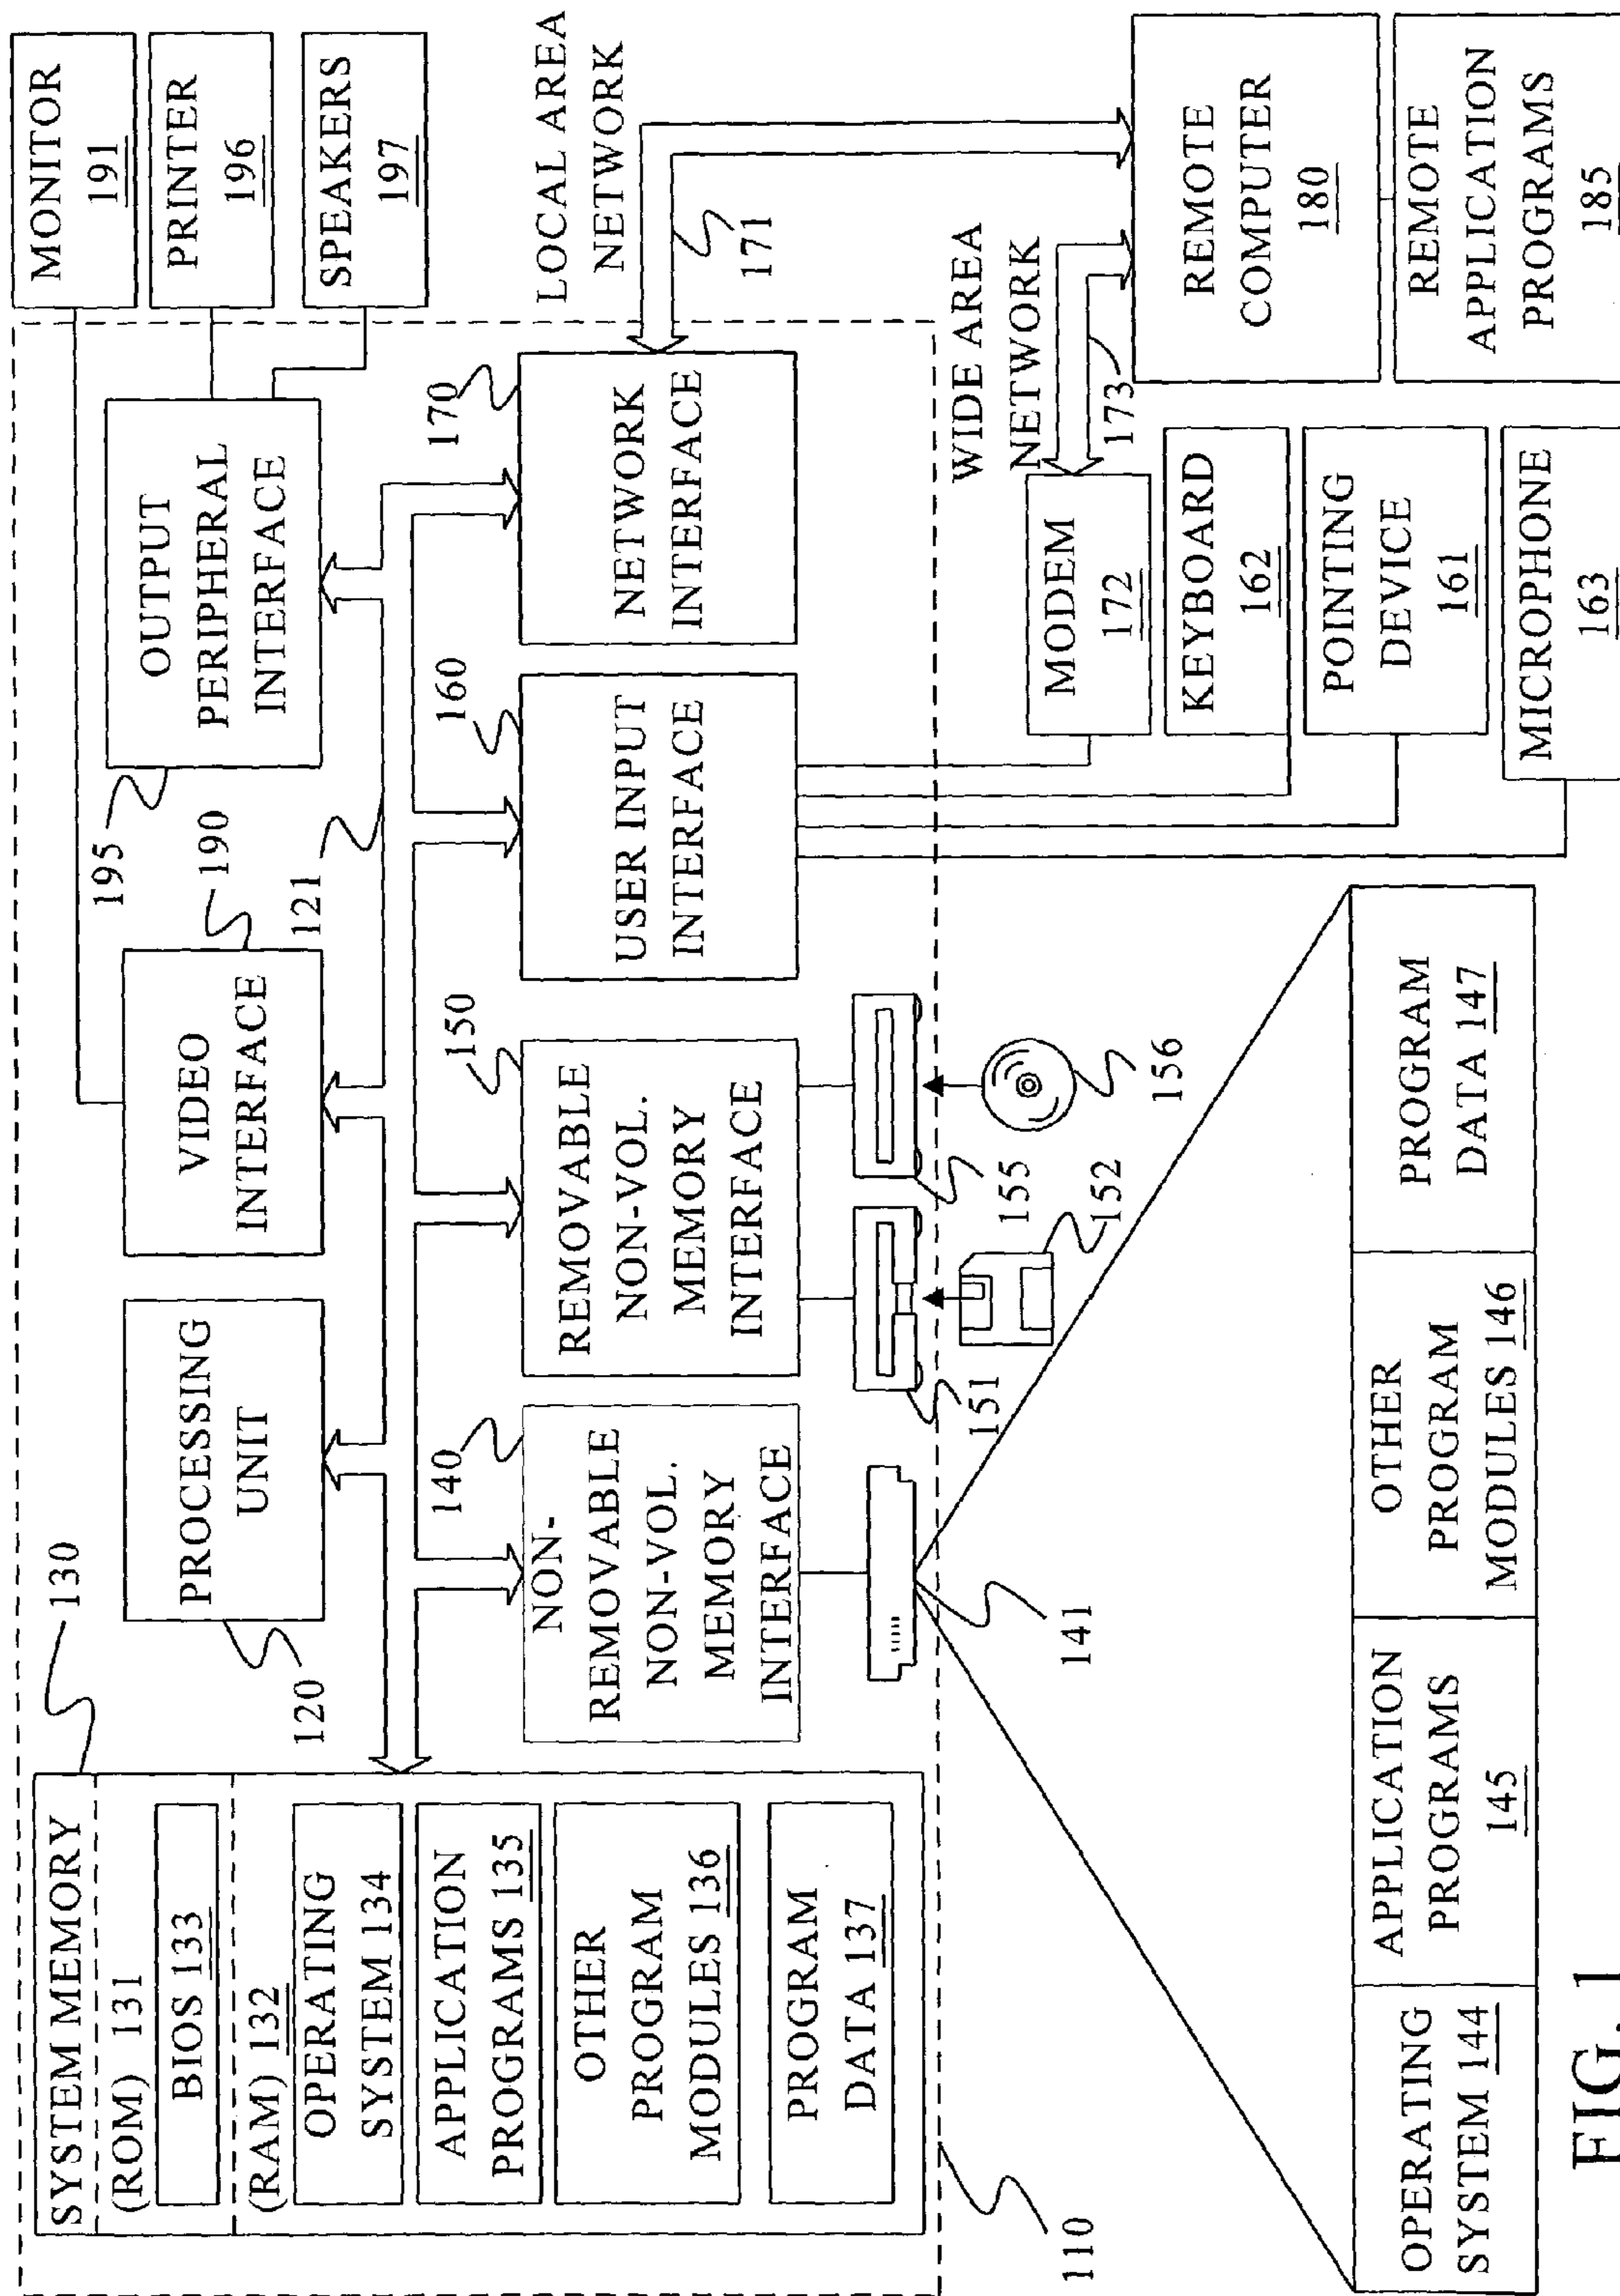 SYSTEM MEMORY
130
(ROM) 131
BIOS 133
(RAM) 132
OPERATING
SYSTEM 134
APPLICATION
PROGRAMS 135
OTHER
PROGRAM
MODULES 136
PROGRAM
DATA 137
110
PROCESSING
UNIT
120
VIDEO
INTERFACE
190
121
OUTPUT
PERIPHERAL
INTERFACE
195
MONITOR
191
PRINTER
196
SPEAKERS
197
140
NON-
REMOVABLE
NON-VOL.
MEMORY
INTERFACE
150
REMOVABLE
NON-VOL.
MEMORY
INTERFACE
160
USER INPUT
INTERFACE
170
NETWORK
INTERFACE
LOCAL AREA
NETWORK
171
141
151
152
155
156
WIDE AREA
NETWORK
173
MODEM
172
KEYBOARD
162
POINTING
DEVICE
161
MICROPHONE
163
REMOTE
COMPUTER
180
REMOTE
APPLICATION
PROGRAMS
185
OPERATING
SYSTEM 144
APPLICATION
PROGRAMS
145
OTHER
PROGRAM
MODULES 146
PROGRAM
DATA 147
FIG. 1